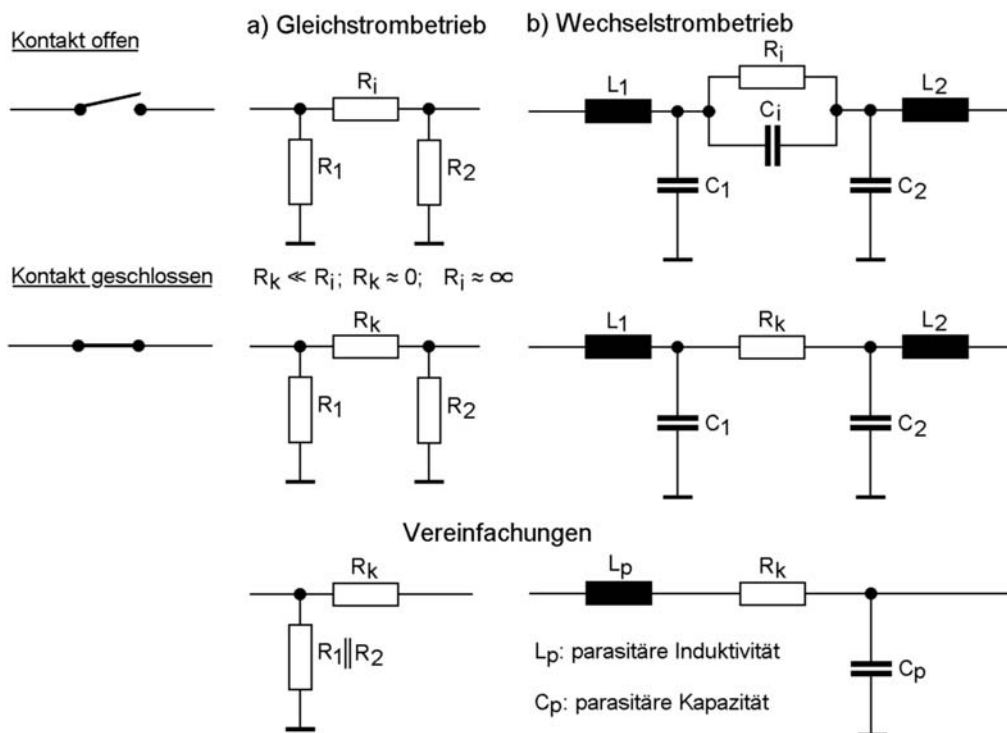 a) Gleichstrombetrieb
b) Wechselstrombetrieb
Kontakt offen
Ri
R1
R2
L1
Ri
Ci
L2
C1
C2
Kontakt geschlossen
Rk ≪ Ri; Rk ≈ 0; Ri ≈ ∞
Rk
R1
R2
L1
Rk
L2
C1
C2
Vereinfachungen
Rk
R1||R2
Lp
Rk
Cp
Lp: parasitäre Induktivität
Cp: parasitäre Kapazität